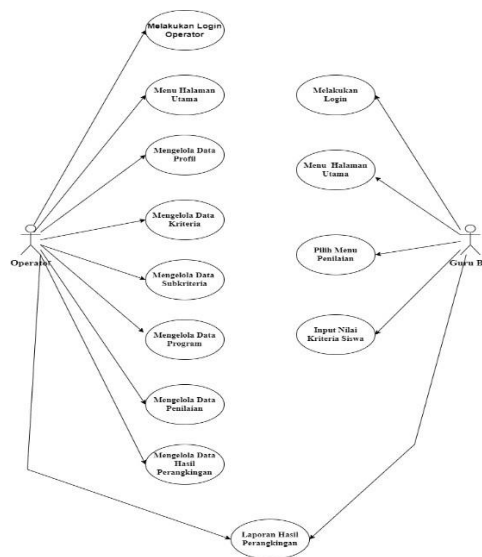 Melakukan Login
Operator
Menu Halaman
Utama
Mengelola Data
Profil
Mengelola Data
Kriteria
Mengelola Data
Subkriteria
Mengelola Data
Program
Mengelola Data
Penilaian
Mengelola Data
Hasil
Perangkingan
Operator
Melakukan
Login
Menu Halaman
Utama
Pilih Menu
Penilaian
Input Nilai
Kriteria Siswa
Guru B
Laporan Hasil
Perangkingan